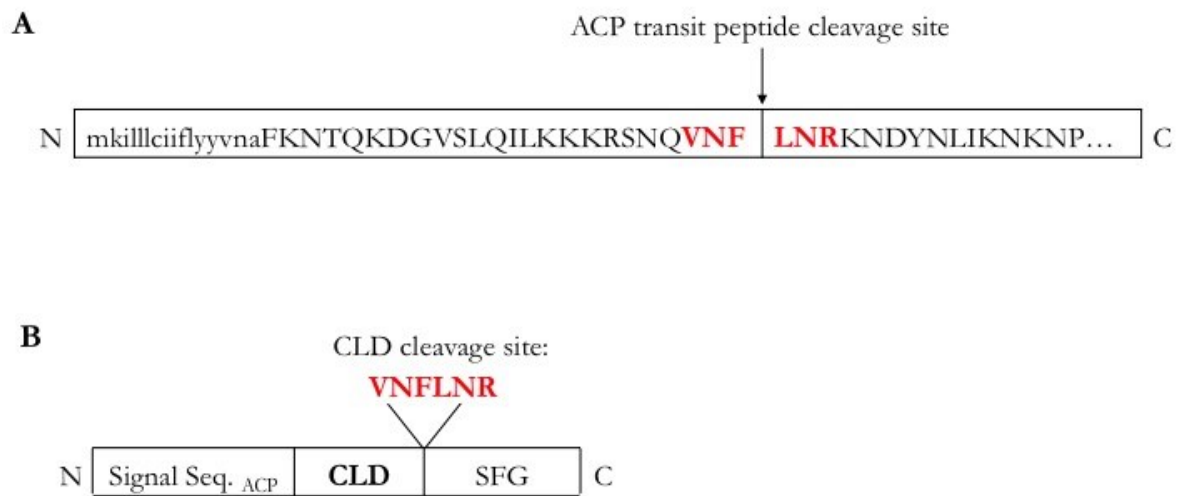 A
ACP transit peptide cleavage site
N mkilllciiflyyvnaFKNTQKDGVSLQILKKKRSNQVNF LNRKNDYNLIKNKNP... C
B
CLD cleavage site:
VNFLNR
N Signal Seq. ACP CLD SFG C